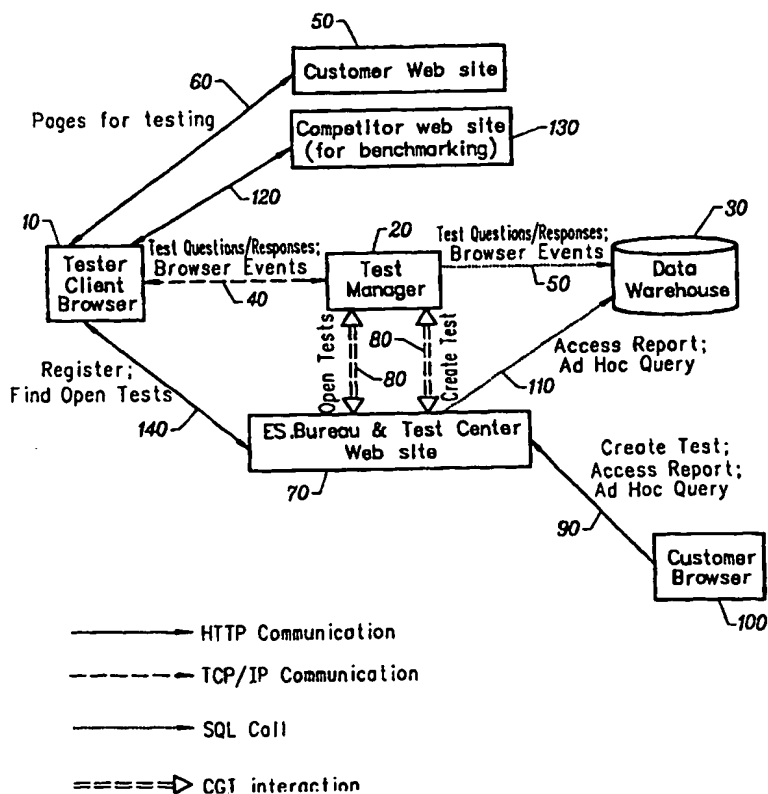 50
Customer Web site
60
Pages for testing
Competitor web site
(for benchmarking)
130
120
10
Tester
Client
Browser
Test Questions/Responses;
Browser Events
40
20
Test
Manager
Test Questions/Responses;
Browser Events
50
30
Data
Warehouse
Open Tests
80
80
Create Test
Access Report;
Ad Hoc Query
110
Register;
Find Open Tests
140
ES.Bureau & Test Center
Web site
70
Create Test;
Access Report;
Ad Hoc Query
90
Customer
Browser
100
HTTP Communication
TCP/IP Communication
SQL Call
CGI interaction